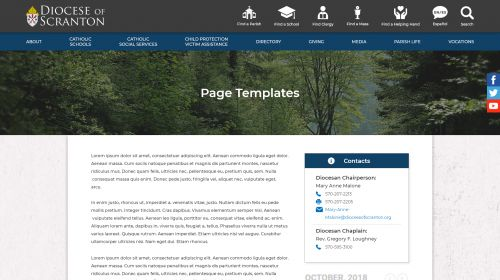 DIOCESE OF
SCRANTON
Find a Parish
Find a School
Find Clergy
Find a Mass
Find a Helping Hand
EN/ES
Español
Search
ABOUT
CATHOLIC
SCHOOLS
CATHOLIC
SOCIAL SERVICES
CHILD PROTECTION
VICTIM ASSISTANCE
DIRECTORY
GIVING
MEDIA
PARISH LIFE
VOCATIONS
Page Templates
Lorem ipsum dolor sit amet, consectetuer adipiscing elit. Aenean commodo ligula eget dolor.
Aenean massa. Cum sociis natoque penatibus et magnis dis parturient montes, nascetur
ridiculus mus. Donec quam felis, ultricies nec, pellentesque eu, pretium quis, sem. Nulla
consequat massa quis enim. Donec pede justo, fringilla vel, aliquet nec, vulputate eget,
arcu.
In enim justo, rhoncus ut, imperdiet a, venenatis vitae, justo. Nullam dictum felis eu pede
mollis pretium. Integer tincidunt. Cras dapibus. Vivamus elementum semper nisi. Aenean
vulputate eleifend tellus. Aenean leo ligula, porttitor eu, consequat vitae, eleifend ac, enim.
Aliquam lorem ante, dapibus in, viverra quis, feugiat a, tellus. Phasellus viverra nulla ut metus
varius laoreet. Quisque rutrum. Aenean imperdiet. Etiam ultricies nisi vel augue. Curabitur
ullamcorper ultricies nisi. Nam eget dui. Etiam rhoncus.
Lorem ipsum dolor sit amet, consectetuer adipiscing elit. Aenean commodo ligula eget dolor.
Aenean massa. Cum sociis natoque penatibus et magnis dis parturient montes, nascetur
ridiculus mus. Donec quam felis, ultricies nec, pellentesque eu, pretium quis, sem. Nulla
Contacts
Diocesan Chairperson:
Mary Anne Malone
570-207-2213
570-207-2205
Mary-Anne-
Malone@dioceseofscranton.org
Diocesan Chaplain:
Rev. Gregory F. Loughney
570-595-3100
OCTOBER, 2018